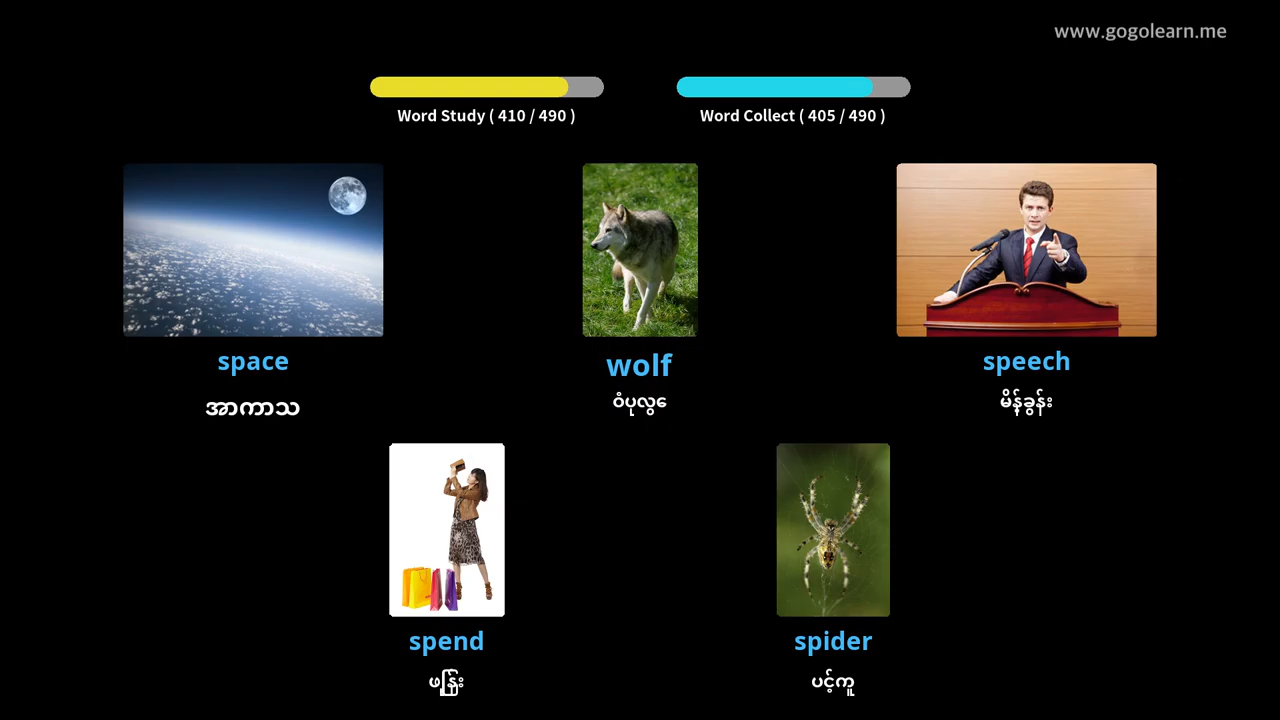 www.gogolearn.me
Word Study ( 410 / 490 )
Word Collect ( 405 / 490 )
space
အာကာသ
wolf
ဝံပုလွေ
speech
မိန့်ခွန်း
spend
ဖြုန်း
spider
ပင့်ကူ